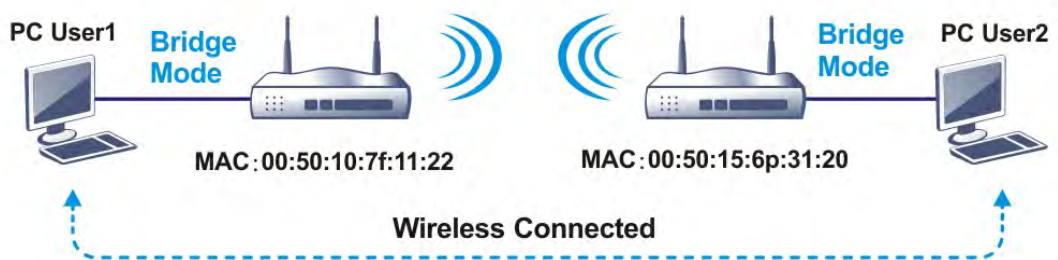 PC User1
Bridge
Mode
Bridge
Mode
PC User2
MAC:00:50:10:7f:11:22
MAC:00:50:15:6p:31:20
Wireless Connected